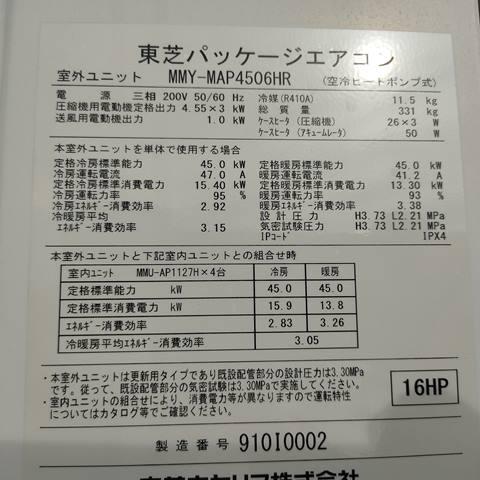 東芝パッケージエアコン
室外ユニット MMY-MAP4506HR (空冷ヒートポンプ式)
電源 三相 200V 50/60 Hz 冷媒(R410A) 11.5 kg
圧縮機用電動機定格出力 4.55×3 kW 総質量 331 kg
送風用電動機出力 1.0 kW ケースヒータ(圧縮機) 26×3 W
ケースヒータ(アキュームレータ) 50 W
本室外ユニットを単体で使用する場合
定格冷房標準能力 45.0 kW 定格暖房標準能力 45.0 kW
冷房運転電流 47.0 A 暖房運転電流 41.2 A
定格冷房標準消費電力 15.40 kW 定格暖房標準消費電力 13.30 kW
冷房運転力率 95 % 暖房運転力率 93 %
冷房エネルギー消費効率 2.92 暖房エネルギー消費効率 3.38
冷暖房平均 設計圧力 H3.73 L2.21 MPa
エネルギー消費効率 3.15 気密試験圧力 H3.73 L2.21 MPa
IPコード IPX4
本室外ユニットと下記室内ユニットとの組合せ時
室内ユニット MMU-AP1127H×4台 冷房 暖房
定格標準能力 kW 45.0 45.0
定格標準消費電力 kW 15.9 13.8
エネルギー消費効率 2.83 3.26
冷暖房平均エネルギー消費効率 3.05
・本室外ユニットは更新用タイプであり既設配管部分の設計圧力は3.30MPa
です。従って、既設配管部分の気密試験は3.30MPaで実施してください。
・室内ユニットの組合せにより、消費電力等が異なりますので運転特性
についてはカタログ等でご確認ください。
16HP
製造番号 910I0002
東芝キヤリア株式会社